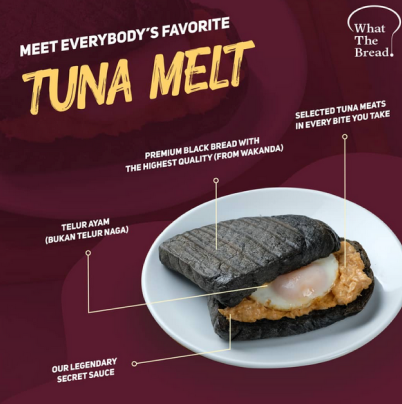 MEET EVERYBODY'S FAVORITE
TUNA MELT
What
The
Bread.
SELECTED TUNA MEATS
IN EVERY BITE YOU TAKE
PREMIUM BLACK BREAD WITH
THE HIGHEST QUALITY (FROM WAKANDA)
TELUR AYAM
(BUKAN TELUR NAGA)
OUR LEGENDARY
SECRET SAUCE